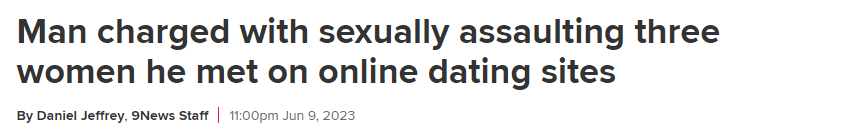 Man charged with sexually assaulting three
women he met on online dating sites
By Daniel Jeffrey, 9News Staff | 11:00pm Jun 9, 2023